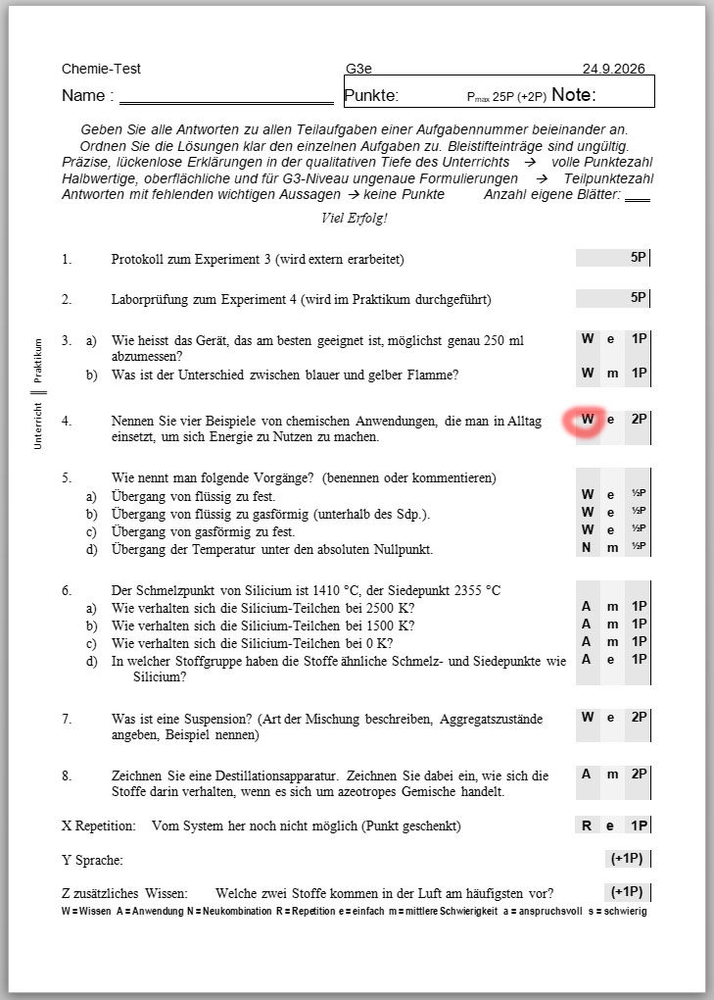 Chemie-Test G3e 24.9.2026
Name : Punkte: Pmax 25P (+2P) Note:
Geben Sie alle Antworten zu allen Teilaufgaben einer Aufgabennummer beieinander an.
Ordnen Sie die Lösungen klar den einzelnen Aufgaben zu. Bleistifteinträge sind ungültig.
Präzise, lückenlose Erklärungen in der qualitativen Tiefe des Unterrichts → volle Punktezahl
Halbwertige, oberflächliche und für G3-Niveau ungenaue Formulierungen → Teilpunktezahl
Antworten mit fehlenden wichtigen Aussagen → keine Punkte Anzahl eigene Blätter:
Viel Erfolg!
1. Protokoll zum Experiment 3 (wird extern erarbeitet) 5P
2. Laborprüfung zum Experiment 4 (wird im Praktikum durchgeführt) 5P
Unterricht || Praktikum
3. a) Wie heisst das Gerät, das am besten geeignet ist, möglichst genau 250 ml W e 1P
abzumessen?
b) Was ist der Unterschied zwischen blauer und gelber Flamme? W m 1P
4. Nennen Sie vier Beispiele von chemischen Anwendungen, die man in Alltag W e 2P
einsetzt, um sich Energie zu Nutzen zu machen.
5. Wie nennt man folgende Vorgänge? (benennen oder kommentieren)
a) Übergang von flüssig zu fest. W e ½P
b) Übergang von flüssig zu gasförmig (unterhalb des Sdp.). W e ½P
c) Übergang von gasförmig zu fest. W e ½P
d) Übergang der Temperatur unter den absoluten Nullpunkt. N m ½P
6. Der Schmelzpunkt von Silicium ist 1410 °C, der Siedepunkt 2355 °C
a) Wie verhalten sich die Silicium-Teilchen bei 2500 K? A m 1P
b) Wie verhalten sich die Silicium-Teilchen bei 1500 K? A m 1P
c) Wie verhalten sich die Silicium-Teilchen bei 0 K? A m 1P
d) In welcher Stoffgruppe haben die Stoffe ähnliche Schmelz- und Siedepunkte wie A e 1P
Silicium?
7. Was ist eine Suspension? (Art der Mischung beschreiben, Aggregatszustände W e 2P
angeben, Beispiel nennen)
8. Zeichnen Sie eine Destillationsapparatur. Zeichnen Sie dabei ein, wie sich die A m 2P
Stoffe darin verhalten, wenn es sich um azeotropes Gemische handelt.
X Repetition: Vom System her noch nicht möglich (Punkt geschenkt) R e 1P
Y Sprache: (+1P)
Z zusätzliches Wissen: Welche zwei Stoffe kommen in der Luft am häufigsten vor? (+1P)
W = Wissen A = Anwendung N = Neukombination R = Repetition e = einfach m = mittlere Schwierigkeit a = anspruchsvoll s = schwierig